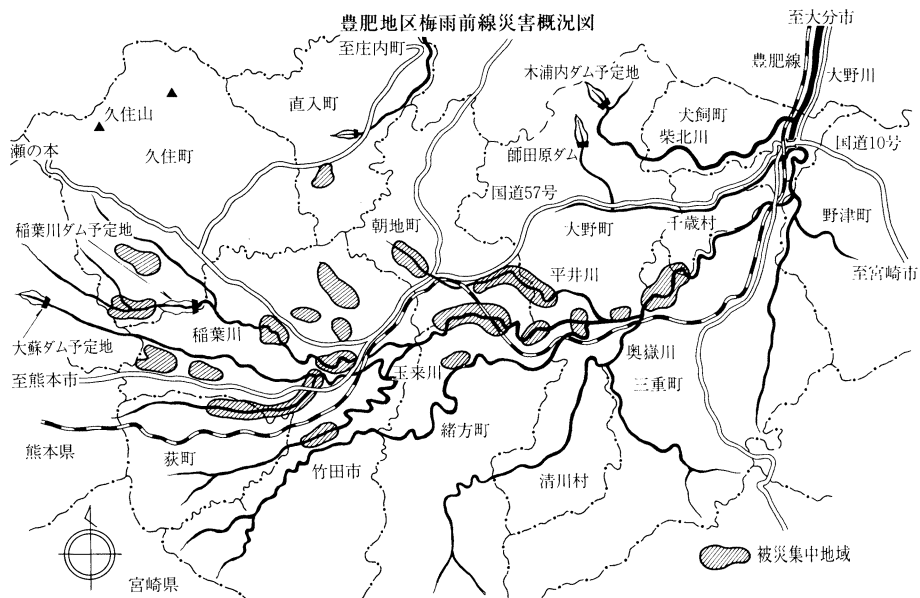 豊肥地区梅雨前線災害概況図
至大分市
至庄内町
豊肥線
大野川
木浦内ダム予定地
直入町
久住山
犬飼町
柴北川
国道10号
瀬の本
久住町
師田原ダム
国道57号
朝地町
大野町
千歳村
野津町
稲葉川ダム予定地
平井川
至宮崎市
稲葉川
大蘇ダム予定地
奥嶽川
至熊本市
玉来川
三重町
緒方町
熊本県
荻町
竹田市
清川村
被災集中地域
宮崎県